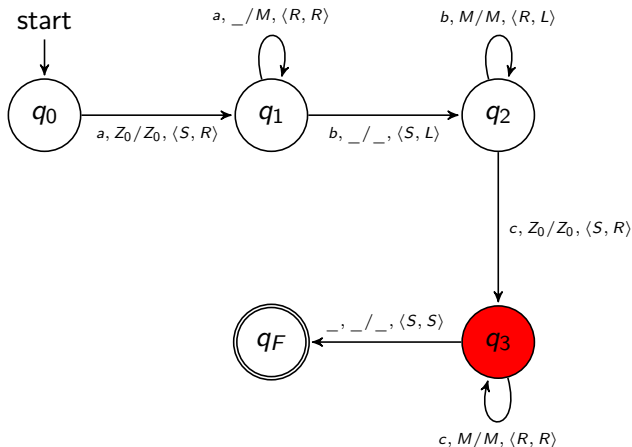 start
a, _/M, ⟨R, R⟩
b, M/M, ⟨R, L⟩
q0
q1
q2
a, Z0/Z0, ⟨S, R⟩
b, _/_, ⟨S, L⟩
c, Z0/Z0, ⟨S, R⟩
_, _/_, ⟨S, S⟩
qF
q3
c, M/M, ⟨R, R⟩